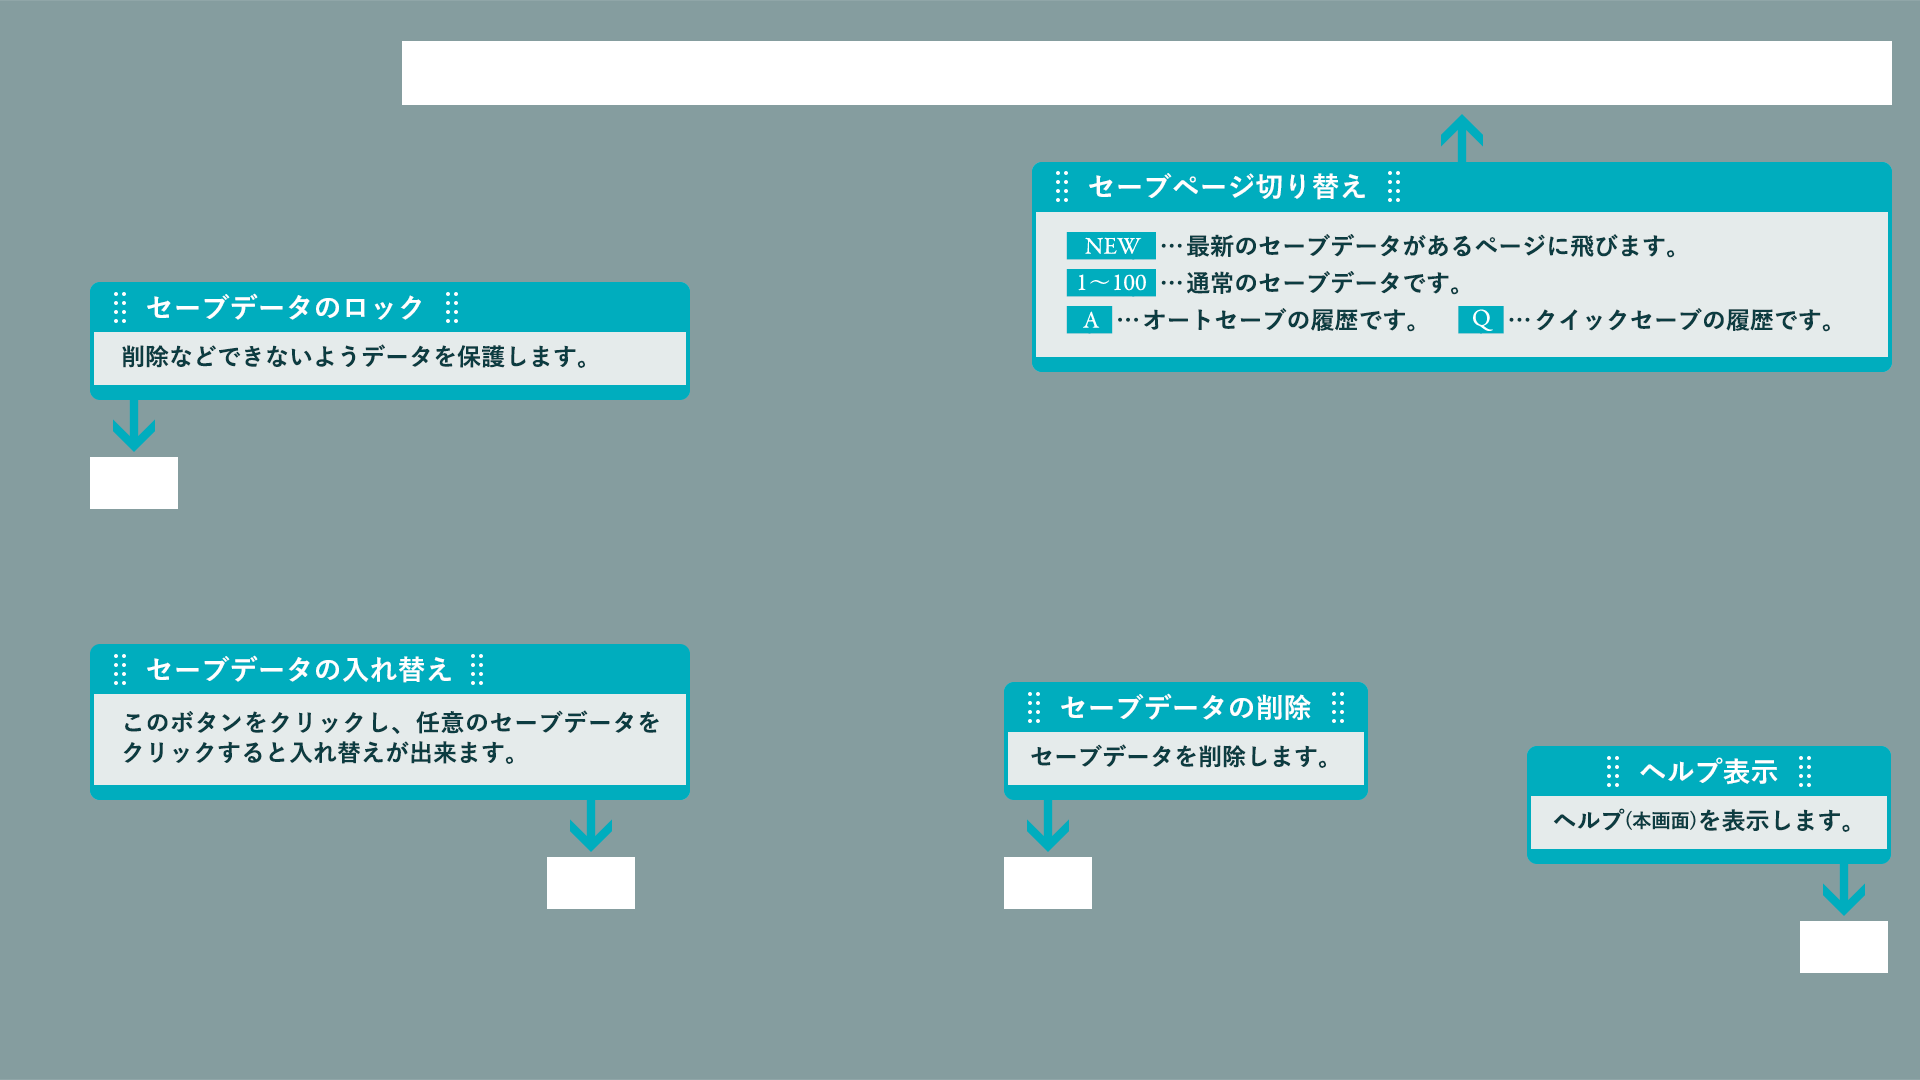 セーブページ切り替え
NEW …最新のセーブデータがあるページに飛びます。
1～100 …通常のセーブデータです。
A …オートセーブの履歴です。 Q …クイックセーブの履歴です。
セーブデータのロック
削除などできないようデータを保護します。
セーブデータの入れ替え
このボタンをクリックし、任意のセーブデータを
クリックすると入れ替えが出来ます。
セーブデータの削除
セーブデータを削除します。
ヘルプ表示
ヘルプ(本画面)を表示します。